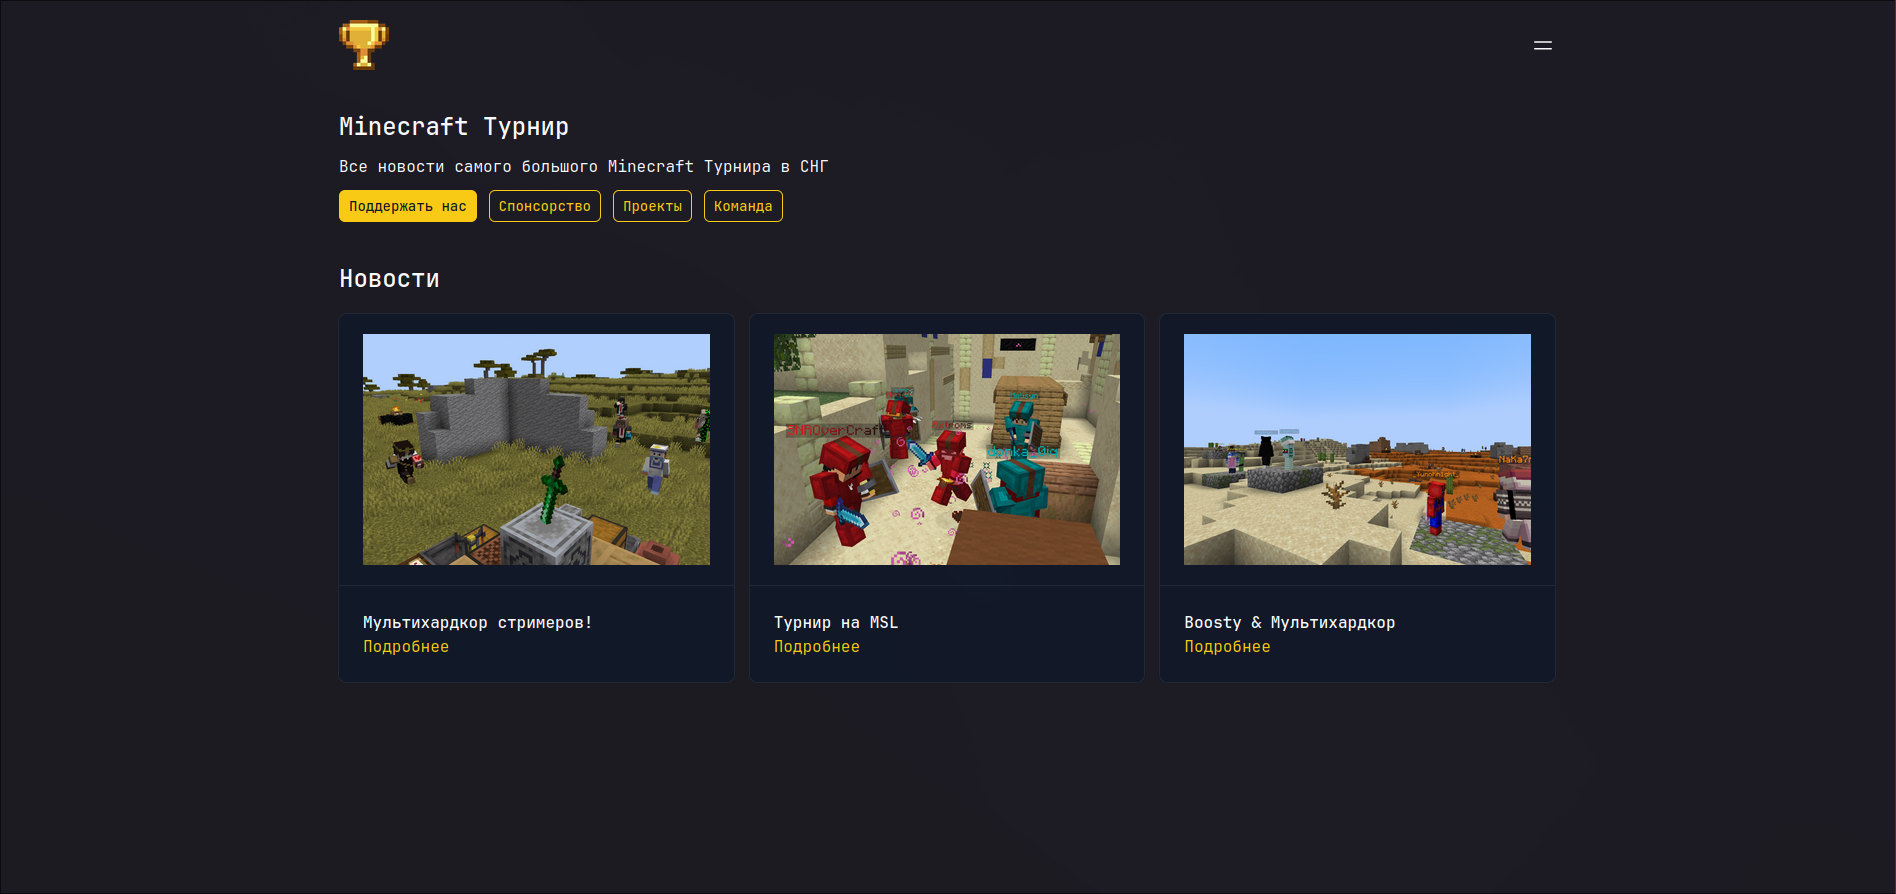 Minecraft Турнир
Все новости самого большого Minecraft Турнира в СНГ
Поддержать нас
Спонсорство
Проекты
Команда
Новости
Мультихардкор стримеров!
Подробнее
Турнир на MSL
Подробнее
Boosty & Мультихардкор
Подробнее